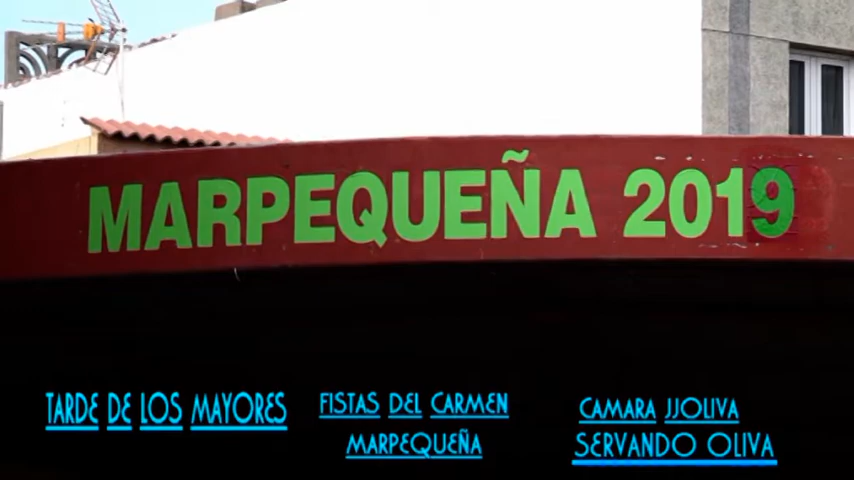 MARPEQUEÑA 2019
TARDE DE LOS MAYORES
FISTAS DEL CARMEN
MARPEQUEÑA
CAMARA JJOLIVA
SERVANDO OLIVA